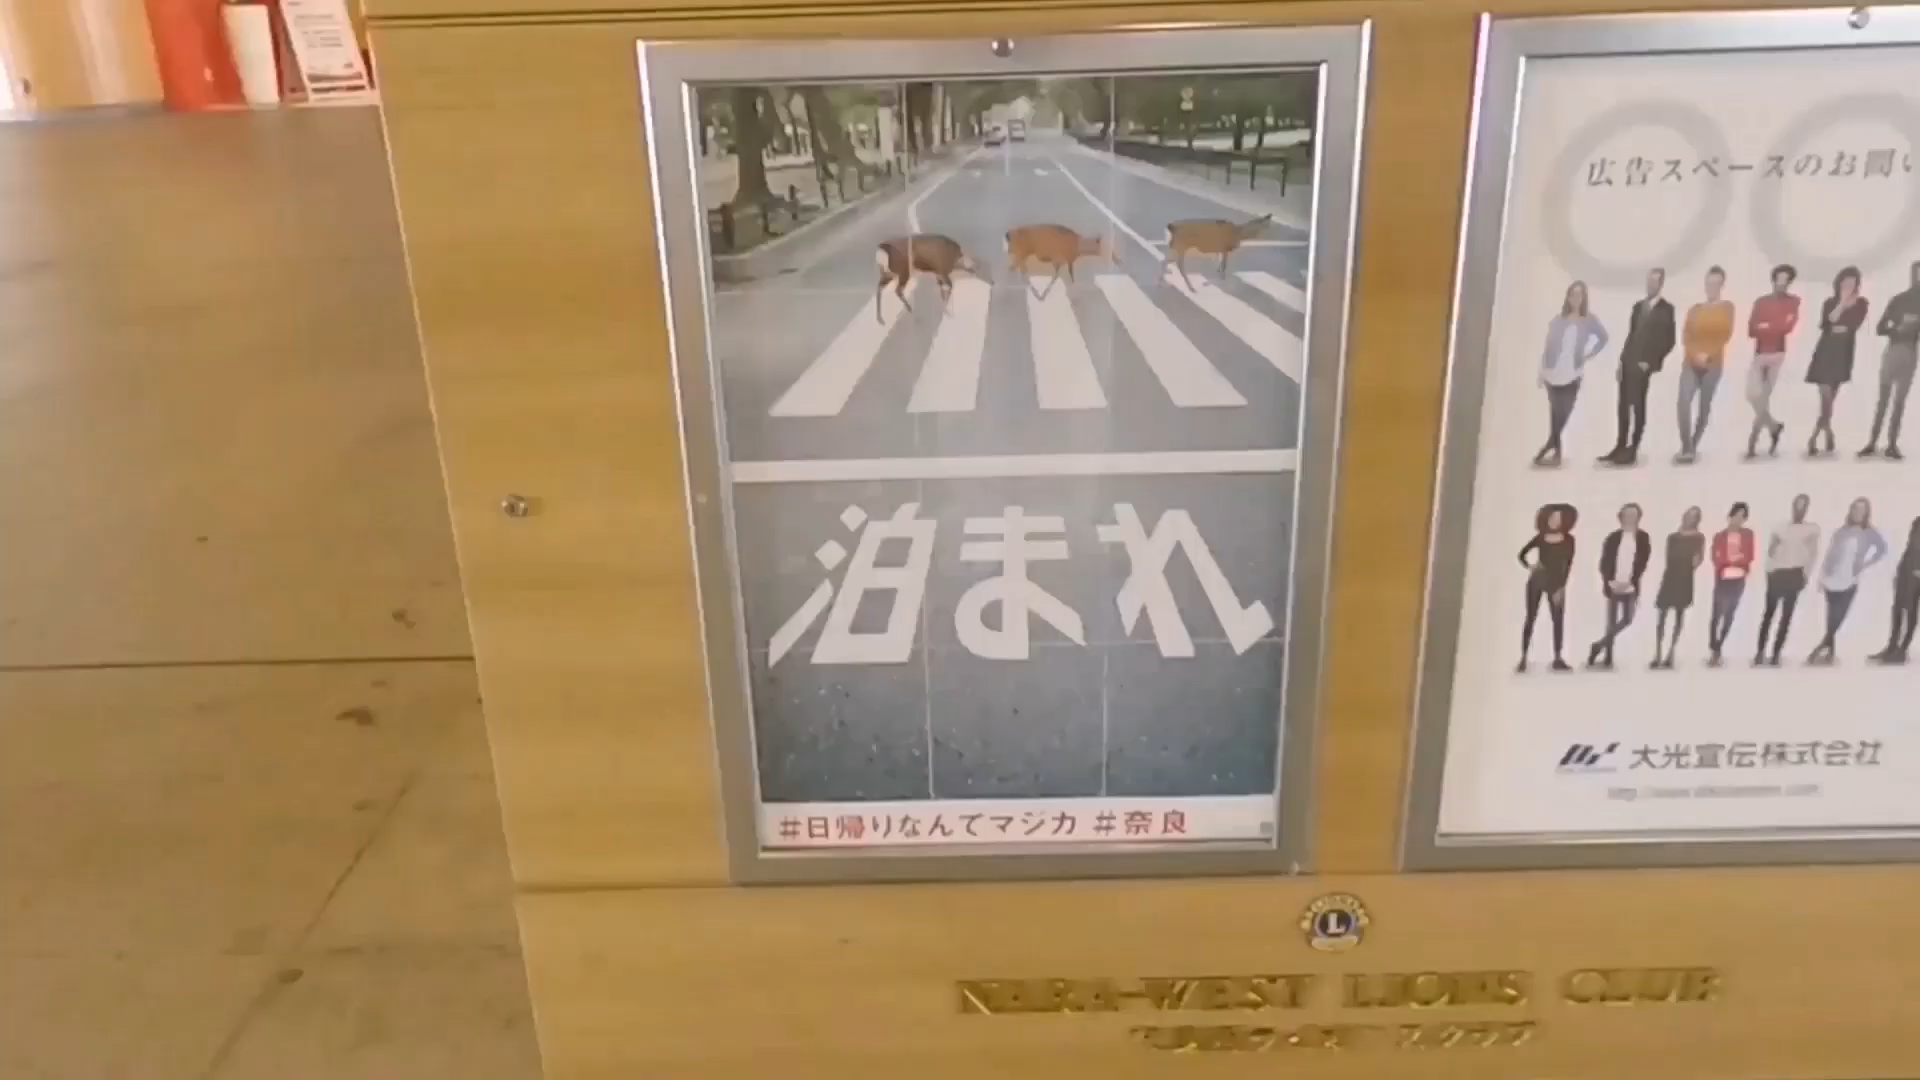 泊まれ
#日帰りなんてマジカ #奈良
広告スペースのお問い
大光宣伝株式会社
L
NARA-WEST LIONS CLUB